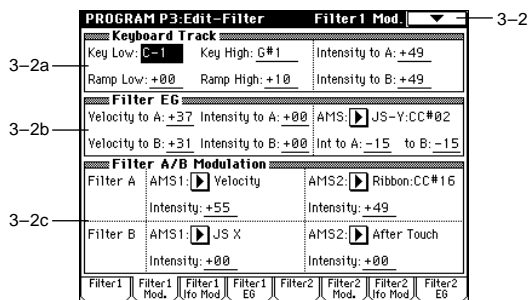 PROGRAM P3:Edit-Filter Filter1 Mod. 3–2
Keyboard Track
Key Low: C-1 Key High: G#1 Intensity to A: +49
3–2a
Ramp Low: +00 Ramp High: +10 Intensity to B: +49
Filter EG
Velocity to A: +37 Intensity to A: +00 AMS: JS-Y:CC#02
3–2b
Velocity to B: +31 Intensity to B: +00 Int to A: -15 to B: -15
Filter A/B Modulation
Filter A AMS1: Velocity AMS2: Ribbon:CC#16
Intensity: +55 Intensity: +49
3–2c
Filter B AMS1: JS X AMS2: After Touch
Intensity: +00 Intensity: +00
Filter1 Filter1 Mod. Filter1 lfo Mod Filter1 EG Filter2 Filter2 Mod. Filter2 lfo Mod Filter2 EG